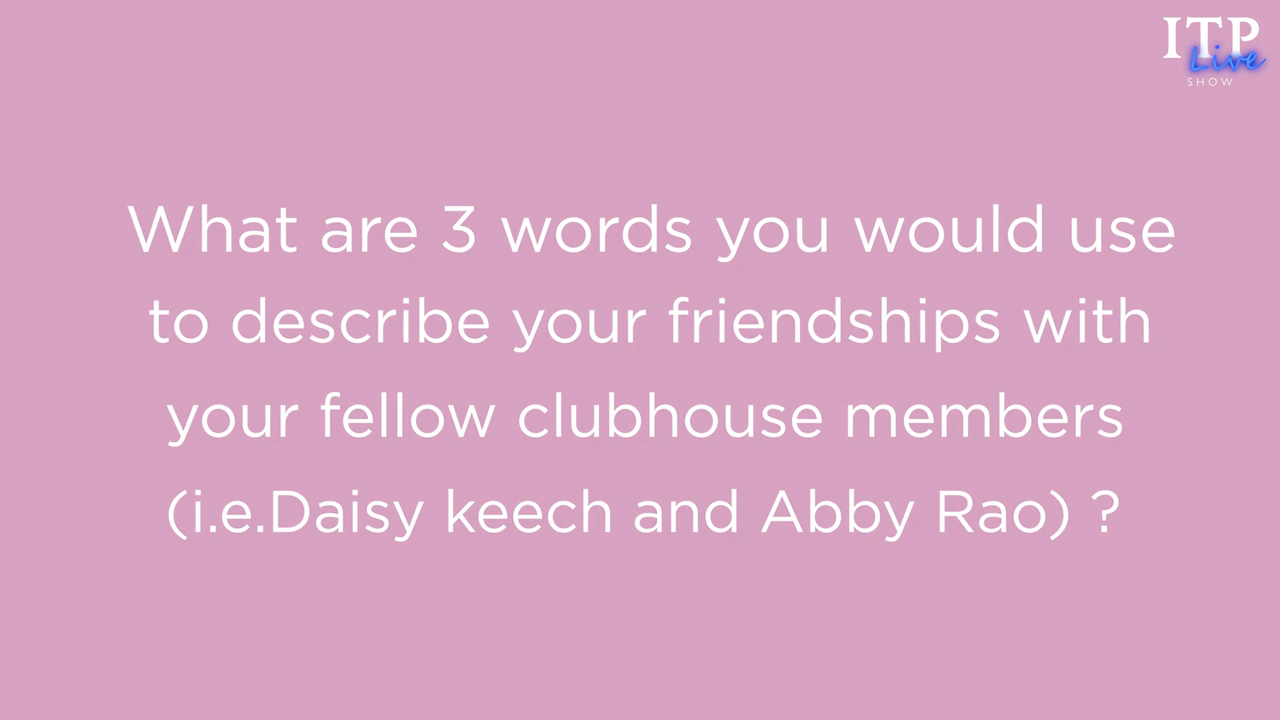 ITP
Live
SHOW
What are 3 words you would use
to describe your friendships with
your fellow clubhouse members
(i.e.Daisy keech and Abby Rao) ?